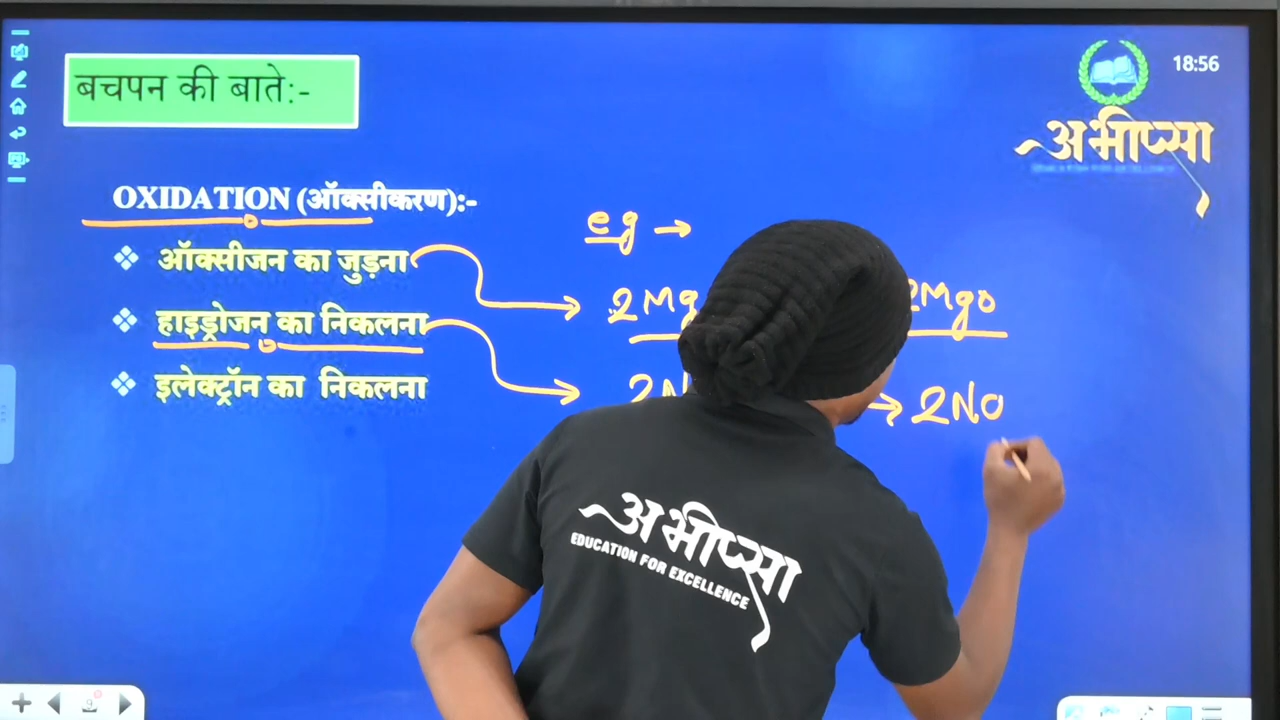 बचपन की बाते:-
18:56
अभीप्सा
OXIDATION (ऑक्सीकरण):-
eg →
❖ ऑक्सीजन का जुड़ना
2Mg 2MgO
❖ हाइड्रोजन का निकलना
2N → 2NO
❖ इलेक्ट्रॉन का निकलना
अभीप्सा
EDUCATION FOR EXCELLENCE
9